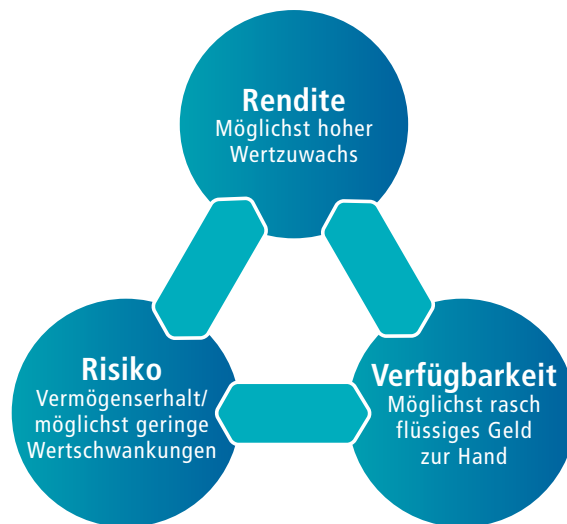 Rendite
Möglichst hoher
Wertzuwachs
Risiko
Vermögenserhalt/
möglichst geringe
Wertschwankungen
Verfügbarkeit
Möglichst rasch
flüssiges Geld
zur Hand